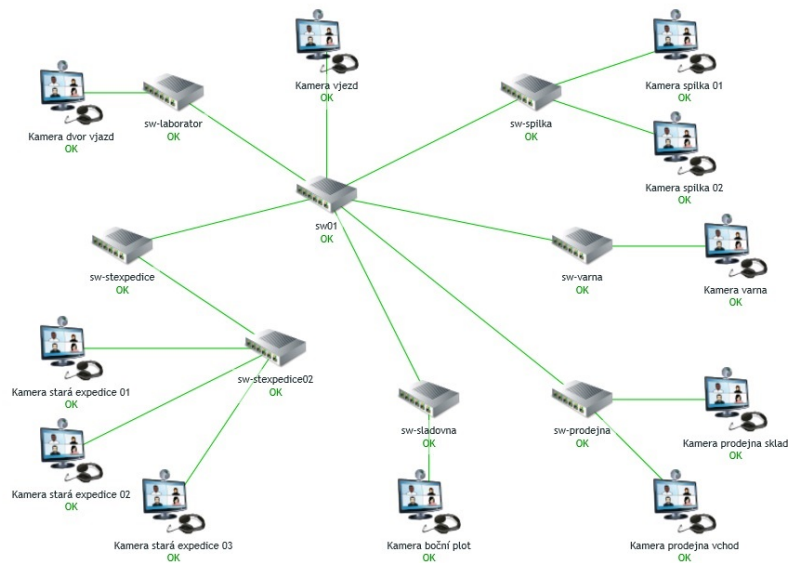 Kamera vjezd
OK
Kamera spilka 01
OK
sw-laborator
OK
sw-spilka
OK
Kamera dvor vjazd
OK
Kamera spilka 02
OK
sw01
OK
sw-stexpedice
OK
sw-varna
OK
Kamera varna
OK
sw-stexpedice02
OK
Kamera stará expedice 01
OK
sw-sladovna
OK
sw-prodejna
OK
Kamera prodejna sklad
OK
Kamera stará expedice 02
OK
Kamera stará expedice 03
OK
Kamera boční plot
OK
Kamera prodejna vchod
OK